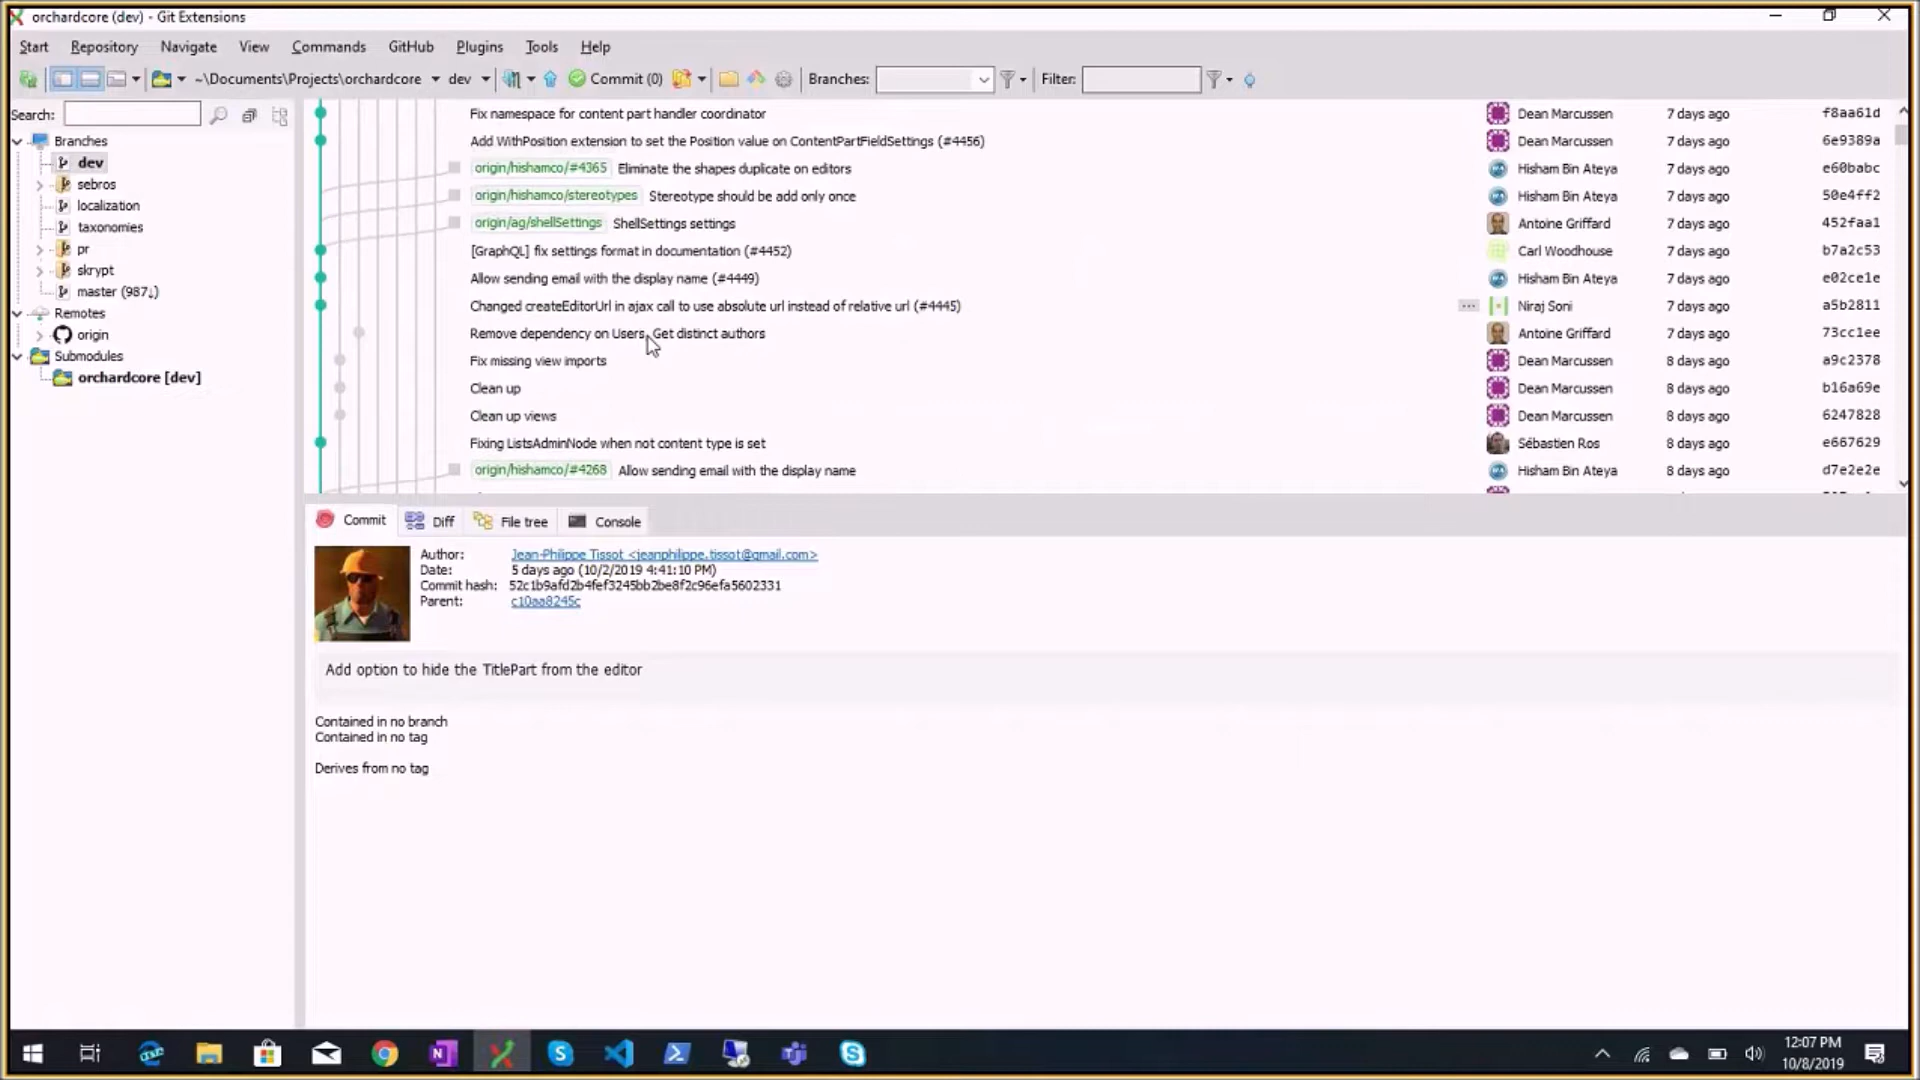 orchardcore (dev) - Git Extensions
Start Repository Navigate View Commands GitHub Plugins Tools Help
~\Documents\Projects\orchardcore dev Commit (0) Branches: Filter:
Search:
Branches
dev
sebros
localization
taxonomies
pr
skrypt
master (987↓)
Remotes
origin
Submodules
orchardcore [dev]
Fix namespace for content part handler coordinator Dean Marcussen 7 days ago f8aa61d
Add WithPosition extension to set the Position value on ContentPartFieldSettings (#4456) Dean Marcussen 7 days ago 6e9389a
origin/hishamco/#4365 Eliminate the shapes duplicate on editors Hisham Bin Ateya 7 days ago e60babc
origin/hishamco/stereotypes Stereotype should be add only once Hisham Bin Ateya 7 days ago 50e4ff2
origin/ag/shellSettings ShellSettings settings Antoine Griffard 7 days ago 452faa1
[GraphQL] fix settings format in documentation (#4452) Carl Woodhouse 7 days ago b7a2c53
Allow sending email with the display name (#4449) Hisham Bin Ateya 7 days ago e02ce1e
Changed createEditorUrl in ajax call to use absolute url instead of relative url (#4445) Niraj Soni 7 days ago a5b2811
Remove dependency on Users. Get distinct authors Antoine Griffard 7 days ago 73cc1ee
Fix missing view imports Dean Marcussen 8 days ago a9c2378
Clean up Dean Marcussen 8 days ago b16a69e
Clean up views Dean Marcussen 8 days ago 6247828
Fixing ListsAdminNode when not content type is set Sébastien Ros 8 days ago e667629
origin/hishamco/#4268 Allow sending email with the display name Hisham Bin Ateya 8 days ago d7e2e2e
Commit Diff File tree Console
Author: Jean-Philippe Tissot <jeanphilippe.tissot@gmail.com>
Date: 5 days ago (10/2/2019 4:41:10 PM)
Commit hash: 52c1b9afd2b4fef3245bb2be8f2c96efa5602331
Parent: c10aa8245c
Add option to hide the TitlePart from the editor
Contained in no branch
Contained in no tag
Derives from no tag
12:07 PM
10/8/2019